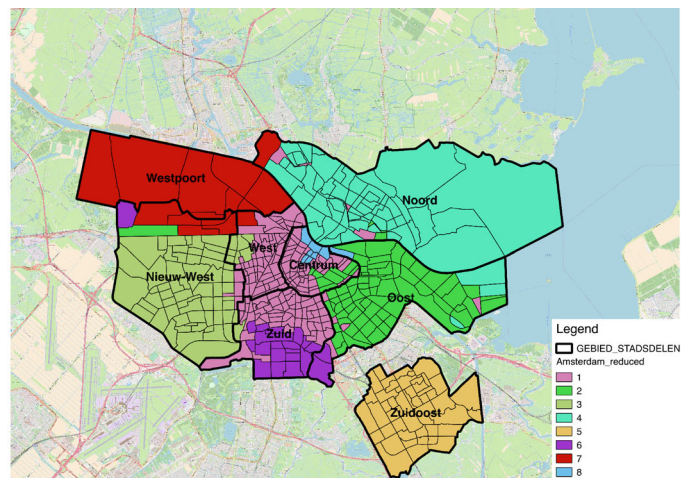 Westpoort
Noord
West
Centrum
Nieuw-West
Oost
Zuid
Zuidoost
Legend
GEBIED_STADSDELEN
Amsterdam_reduced
1
2
3
4
5
6
7
8